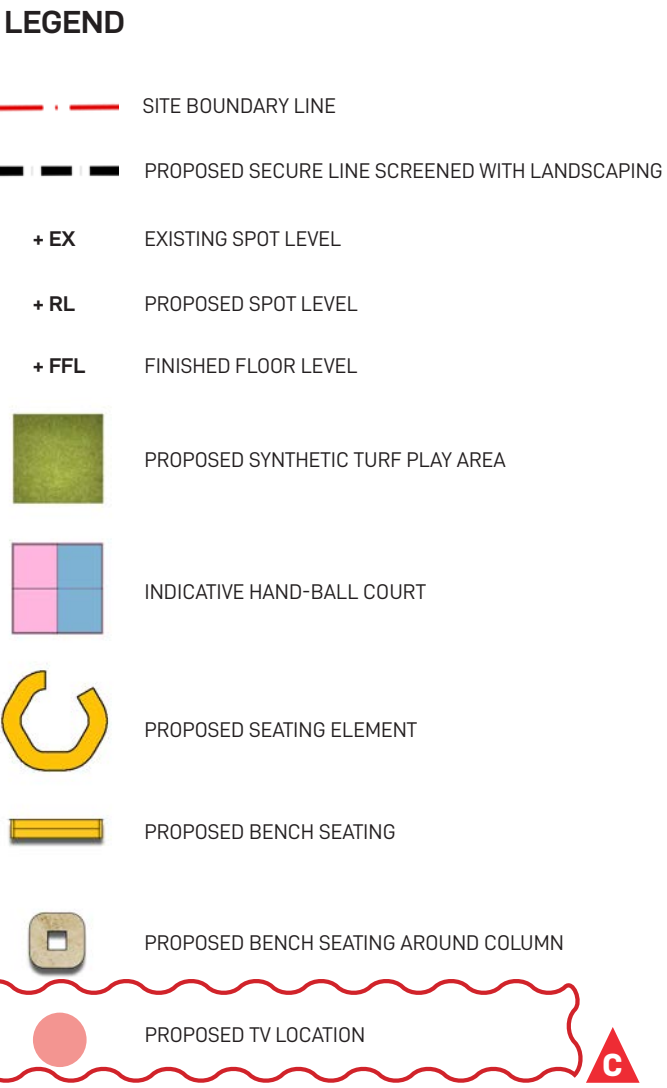 LEGEND
SITE BOUNDARY LINE
PROPOSED SECURE LINE SCREENED WITH LANDSCAPING
+ EX EXISTING SPOT LEVEL
+ RL PROPOSED SPOT LEVEL
+ FFL FINISHED FLOOR LEVEL
PROPOSED SYNTHETIC TURF PLAY AREA
INDICATIVE HAND-BALL COURT
PROPOSED SEATING ELEMENT
PROPOSED BENCH SEATING
PROPOSED BENCH SEATING AROUND COLUMN
PROPOSED TV LOCATION
C